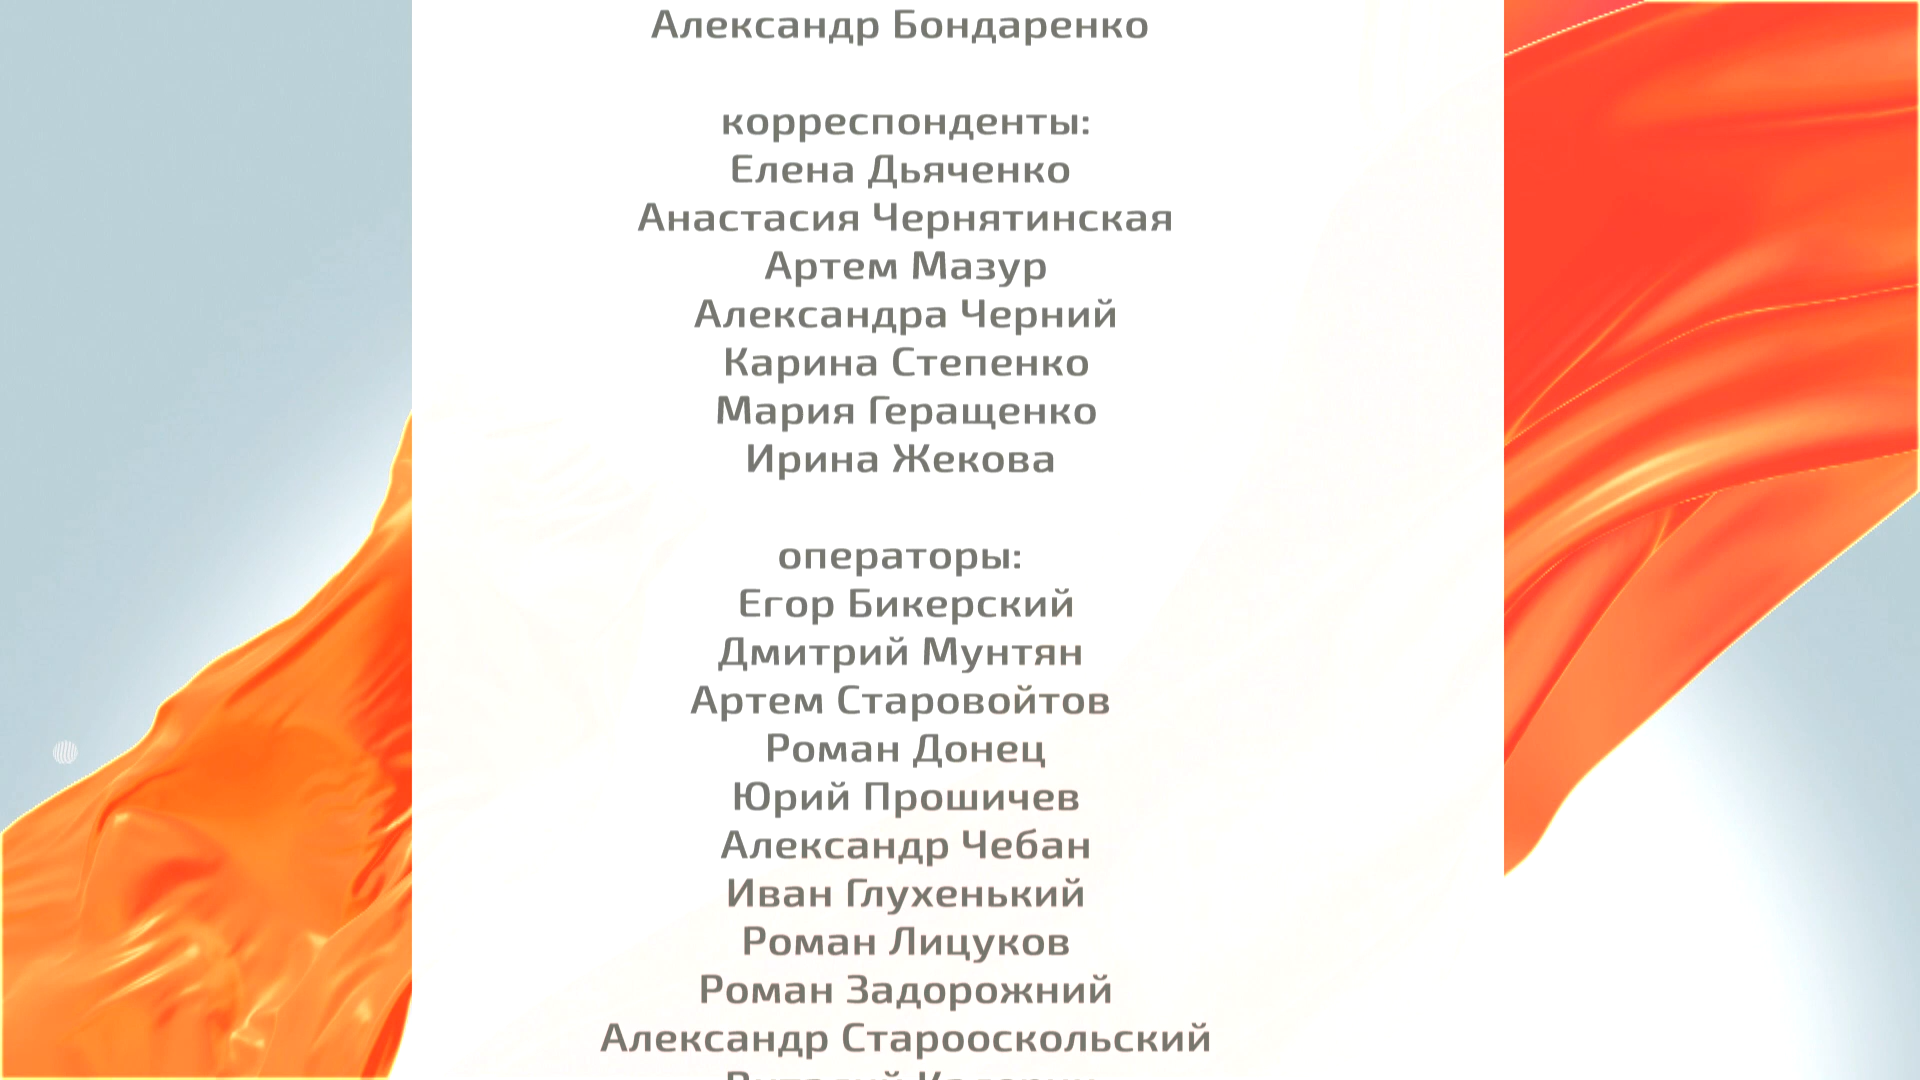 Александр Бондаренко
корреспонденты:
Елена Дьяченко
Анастасия Чернятинская
Артем Мазур
Александра Черний
Карина Степенко
Мария Геращенко
Ирина Жекова
операторы:
Егор Бикерский
Дмитрий Мунтян
Артем Старовойтов
Роман Донец
Юрий Прошичев
Александр Чебан
Иван Глухенький
Роман Лицуков
Роман Задорожний
Александр Старооскольский